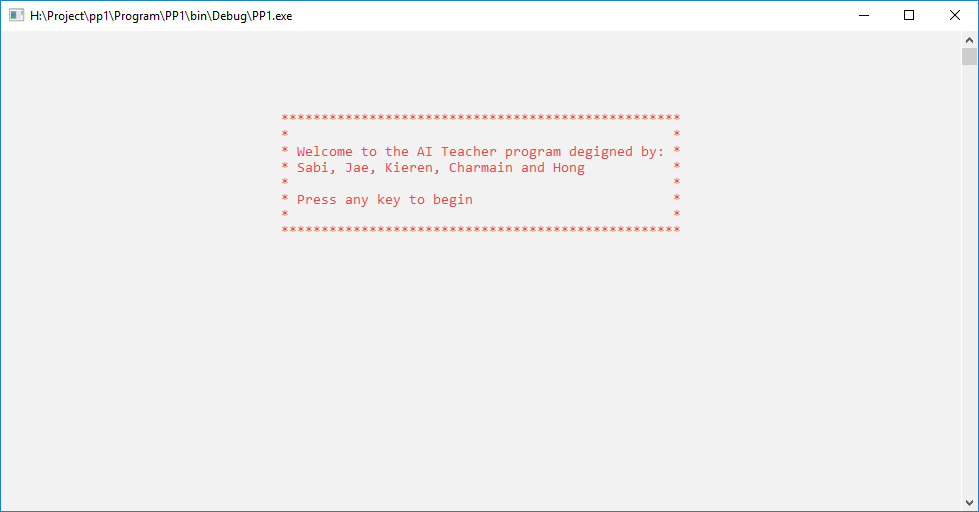 H:\Project\pp1\Program\PP1\bin\Debug\PP1.exe
**************************************************
*                                                *
* Welcome to the AI Teacher program degigned by: *
* Sabi, Jae, Kieren, Charmain and Hong           *
*                                                *
* Press any key to begin                         *
*                                                *
**************************************************